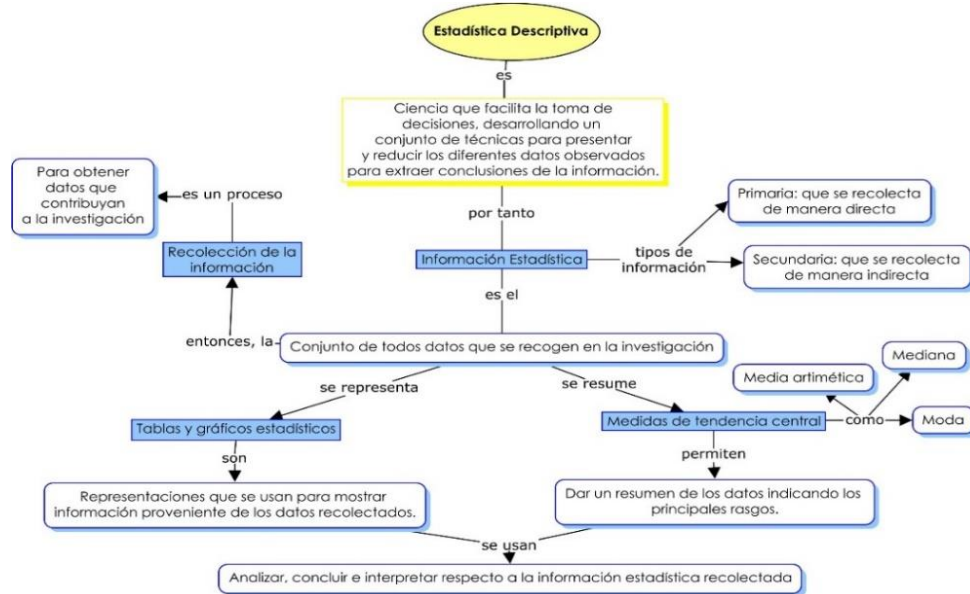 Estadística Descriptiva
es
Ciencia que facilita la toma de
decisiones, desarrollando un
conjunto de técnicas para presentar
y reducir los diferentes datos observados
para extraer conclusiones de la información.
Para obtener
datos que
contribuyan
a la investigación
es un proceso
Recolección de la
información
por tanto
Información Estadística
tipos de
información
Primaria: que se recolecta
de manera directa
Secundaria: que se recolecta
de manera indirecta
es el
entonces, la
Conjunto de todos datos que se recogen en la investigación
se representa
se resume
Tablas y gráficos estadísticos
Medidas de tendencia central
como
Media artimética
Mediana
Moda
son
permiten
Representaciones que se usan para mostrar
información proveniente de los datos recolectados.
Dar un resumen de los datos indicando los
principales rasgos.
se usan
Analizar, concluir e interpretar respecto a la información estadística recolectada